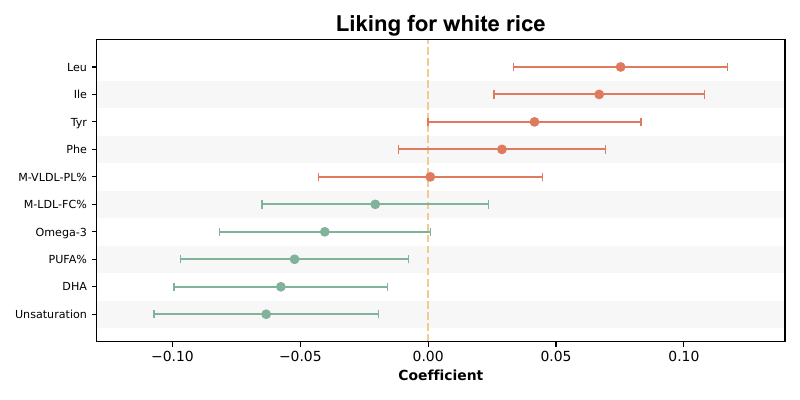 Liking for white rice
Leu
Ile
Tyr
Phe
M-VLDL-PL%
M-LDL-FC%
Omega-3
PUFA%
DHA
Unsaturation
−0.10 −0.05 0.00 0.05 0.10
Coefficient